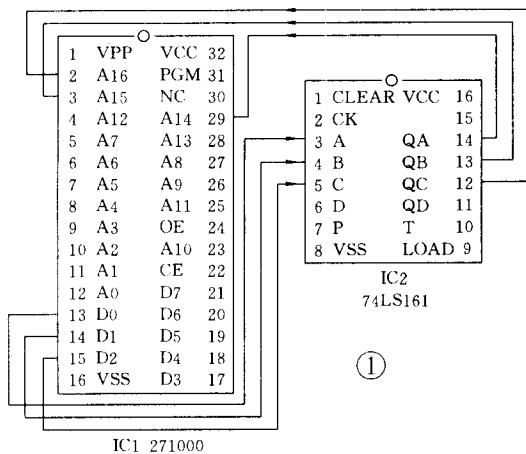 1 VPP VCC 32
2 A16 PGM 31
3 A15 NC 30
4 A12 A14 29
5 A7 A13 28
6 A6 A8 27
7 A5 A9 26
8 A4 A11 25
9 A3 OE 24
10 A2 A10 23
11 A1 CE 22
12 A0 D7 21
13 D0 D6 20
14 D1 D5 19
15 D2 D4 18
16 VSS D3 17
IC1 271000
1 CLEAR VCC 16
2 CK 15
3 A QA 14
4 B QB 13
5 C QC 12
6 D QD 11
7 P T 10
8 VSS LOAD 9
IC2
74LS161
①